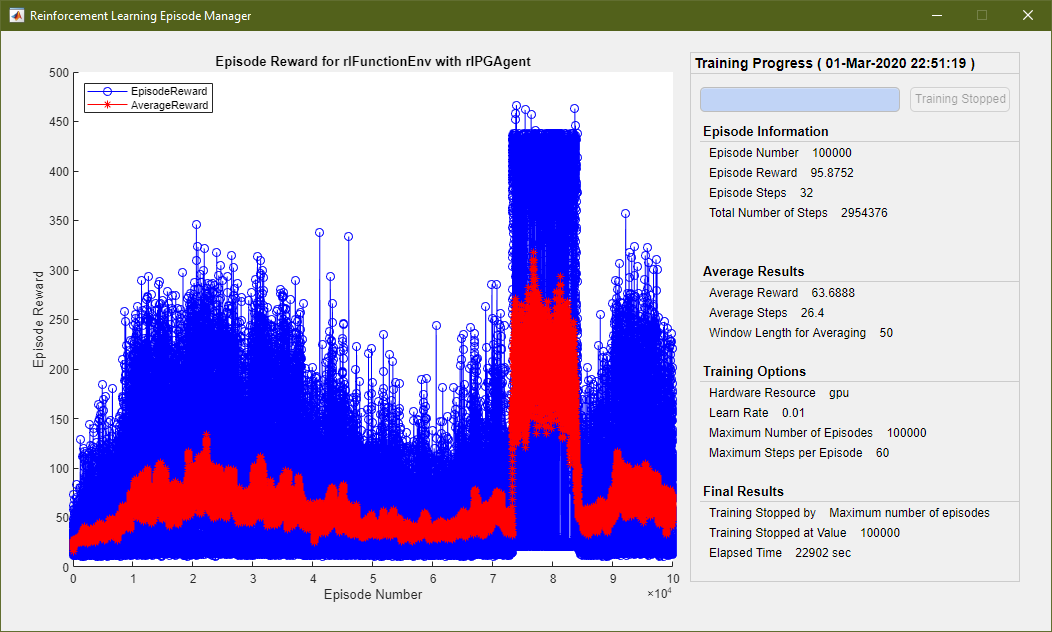 Reinforcement Learning Episode Manager
Episode Reward for rlFunctionEnv with rlPGAgent
EpisodeReward
AverageReward
Episode Reward
500
450
400
350
300
250
200
150
100
50
0
0 1 2 3 4 5 6 7 8 9 10
Episode Number
×10⁴
Training Progress ( 01-Mar-2020 22:51:19 )
Training Stopped
Episode Information
Episode Number 100000
Episode Reward 95.8752
Episode Steps 32
Total Number of Steps 2954376
Average Results
Average Reward 63.6888
Average Steps 26.4
Window Length for Averaging 50
Training Options
Hardware Resource gpu
Learn Rate 0.01
Maximum Number of Episodes 100000
Maximum Steps per Episode 60
Final Results
Training Stopped by Maximum number of episodes
Training Stopped at Value 100000
Elapsed Time 22902 sec